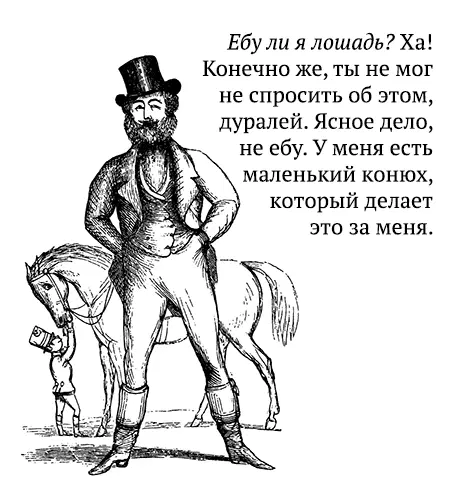 Ебу ли я лошадь? Ха!
Конечно же, ты не мог
не спросить об этом,
дуралей. Ясное дело,
не ебу. У меня есть
маленький конюх,
который делает
это за меня.